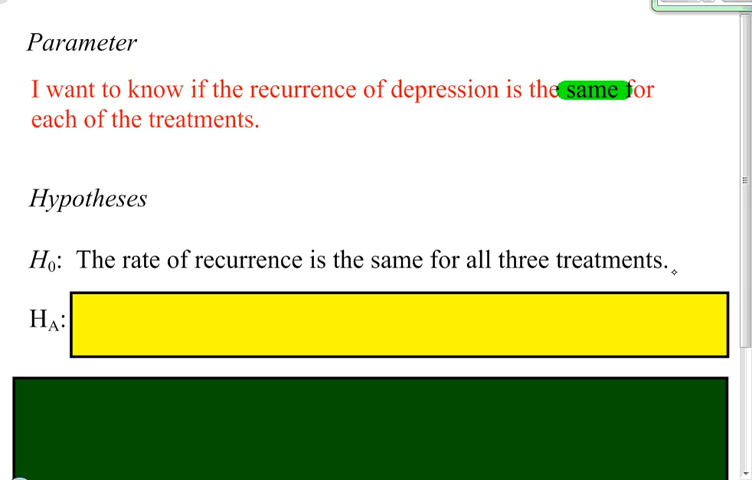 Parameter
I want to know if the recurrence of depression is the same for
each of the treatments.
Hypotheses
H₀: The rate of recurrence is the same for all three treatments.
H_A: